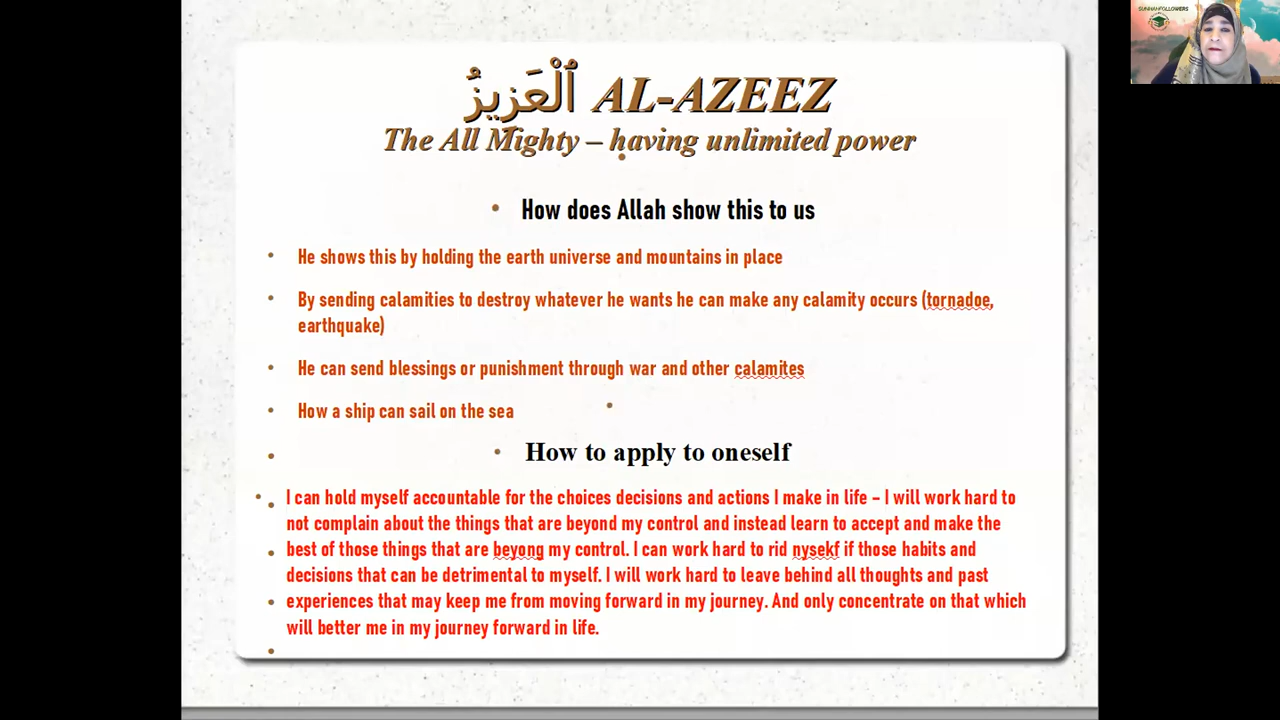 ٱلْعَزِيزُ AL-AZEEZ
The All Mighty – having unlimited power
How does Allah show this to us
He shows this by holding the earth universe and mountains in place
By sending calamities to destroy whatever he wants he can make any calamity occurs (tornadoe,
earthquake)
He can send blessings or punishment through war and other calamites
How a ship can sail on the sea
How to apply to oneself
I can hold myself accountable for the choices decisions and actions I make in life – I will work hard to
not complain about the things that are beyond my control and instead learn to accept and make the
best of those things that are beyong my control. I can work hard to rid nysekf if those habits and
decisions that can be detrimental to myself. I will work hard to leave behind all thoughts and past
experiences that may keep me from moving forward in my journey. And only concentrate on that which
will better me in my journey forward in life.
SUNNAHFOLLOWERS